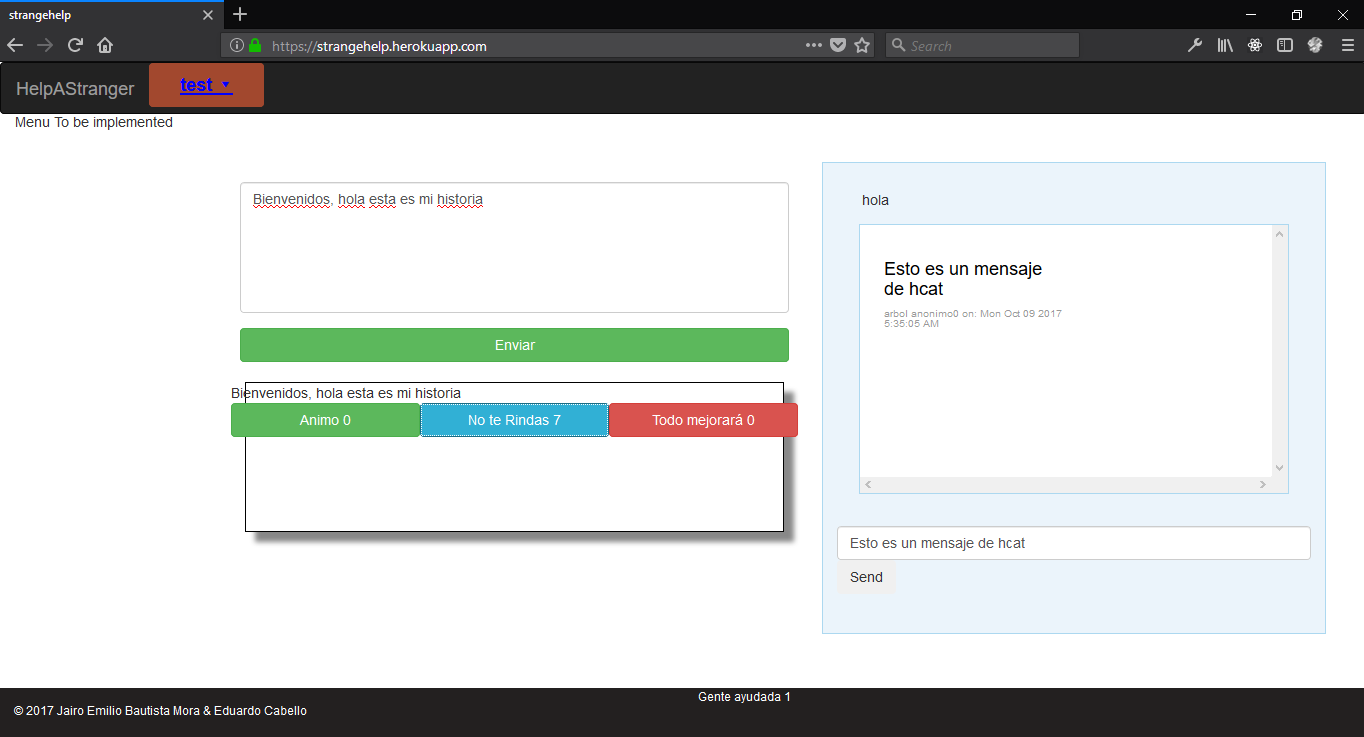 strangehelp
https://strangehelp.herokuapp.com
Search
HelpAStranger
test
Menu To be implemented
Bienvenidos, hola esta es mi historia
Enviar
Bienvenidos, hola esta es mi historia
Animo 0
No te Rindas 7
Todo mejorará 0
hola
Esto es un mensaje
de hcat
arbol anonimo0 on: Mon Oct 09 2017
5:35:05 AM
Esto es un mensaje de hcat
Send
Gente ayudada 1
© 2017 Jairo Emilio Bautista Mora & Eduardo Cabello